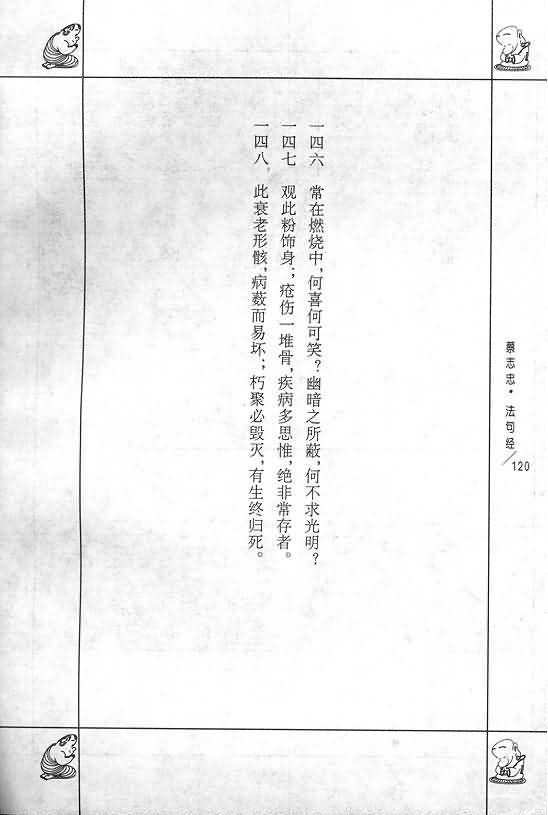 一四六 常在燃烧中，何喜何可笑？幽暗之所蔽，何不求光明？
一四七 观此粉饰身；疮伤一堆骨，疾病多思惟，绝非常存者。
一四八 此衰老形骸，病薮而易坏；朽聚必毁灭，有生终归死。
蔡志忠·法句经
120